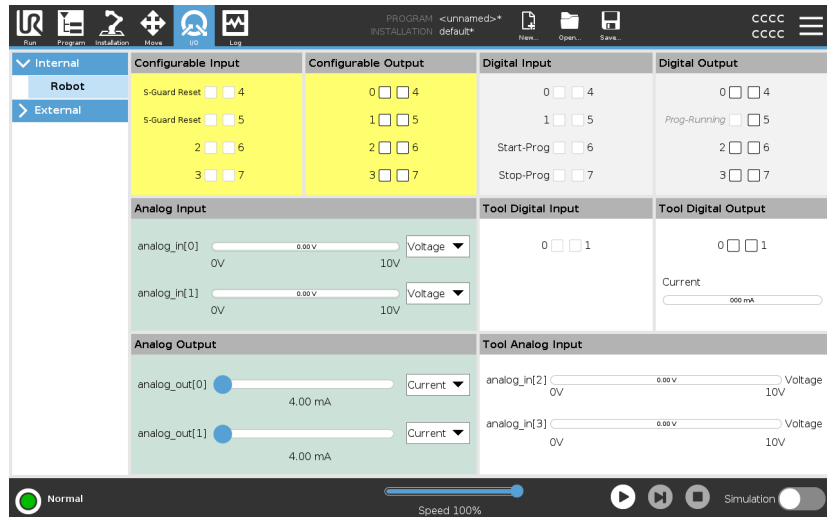 PROGRAM <unnamed>*
INSTALLATION default*
CCCC
CCCC
Run Program Installation Move I/O Log New... Open... Save...
Internal
Robot
External
Configurable Input
S-Guard Reset 4
S-Guard Reset 5
2 6
3 7
Configurable Output
0 4
1 5
2 6
3 7
Digital Input
0 4
1 5
Start-Prog 6
Stop-Prog 7
Digital Output
0 4
Prog-Running 5
2 6
3 7
Analog Input
analog_in[0] 0.00 V Voltage
0V 10V
analog_in[1] 0.00 V Voltage
0V 10V
Tool Digital Input
0 1
Tool Digital Output
0 1
Current
000 mA
Analog Output
analog_out[0] Current
4.00 mA
analog_out[1] Current
4.00 mA
Tool Analog Input
analog_in[2] 0.00 V Voltage
0V 10V
analog_in[3] 0.00 V Voltage
0V 10V
Normal
Speed 100%
Simulation